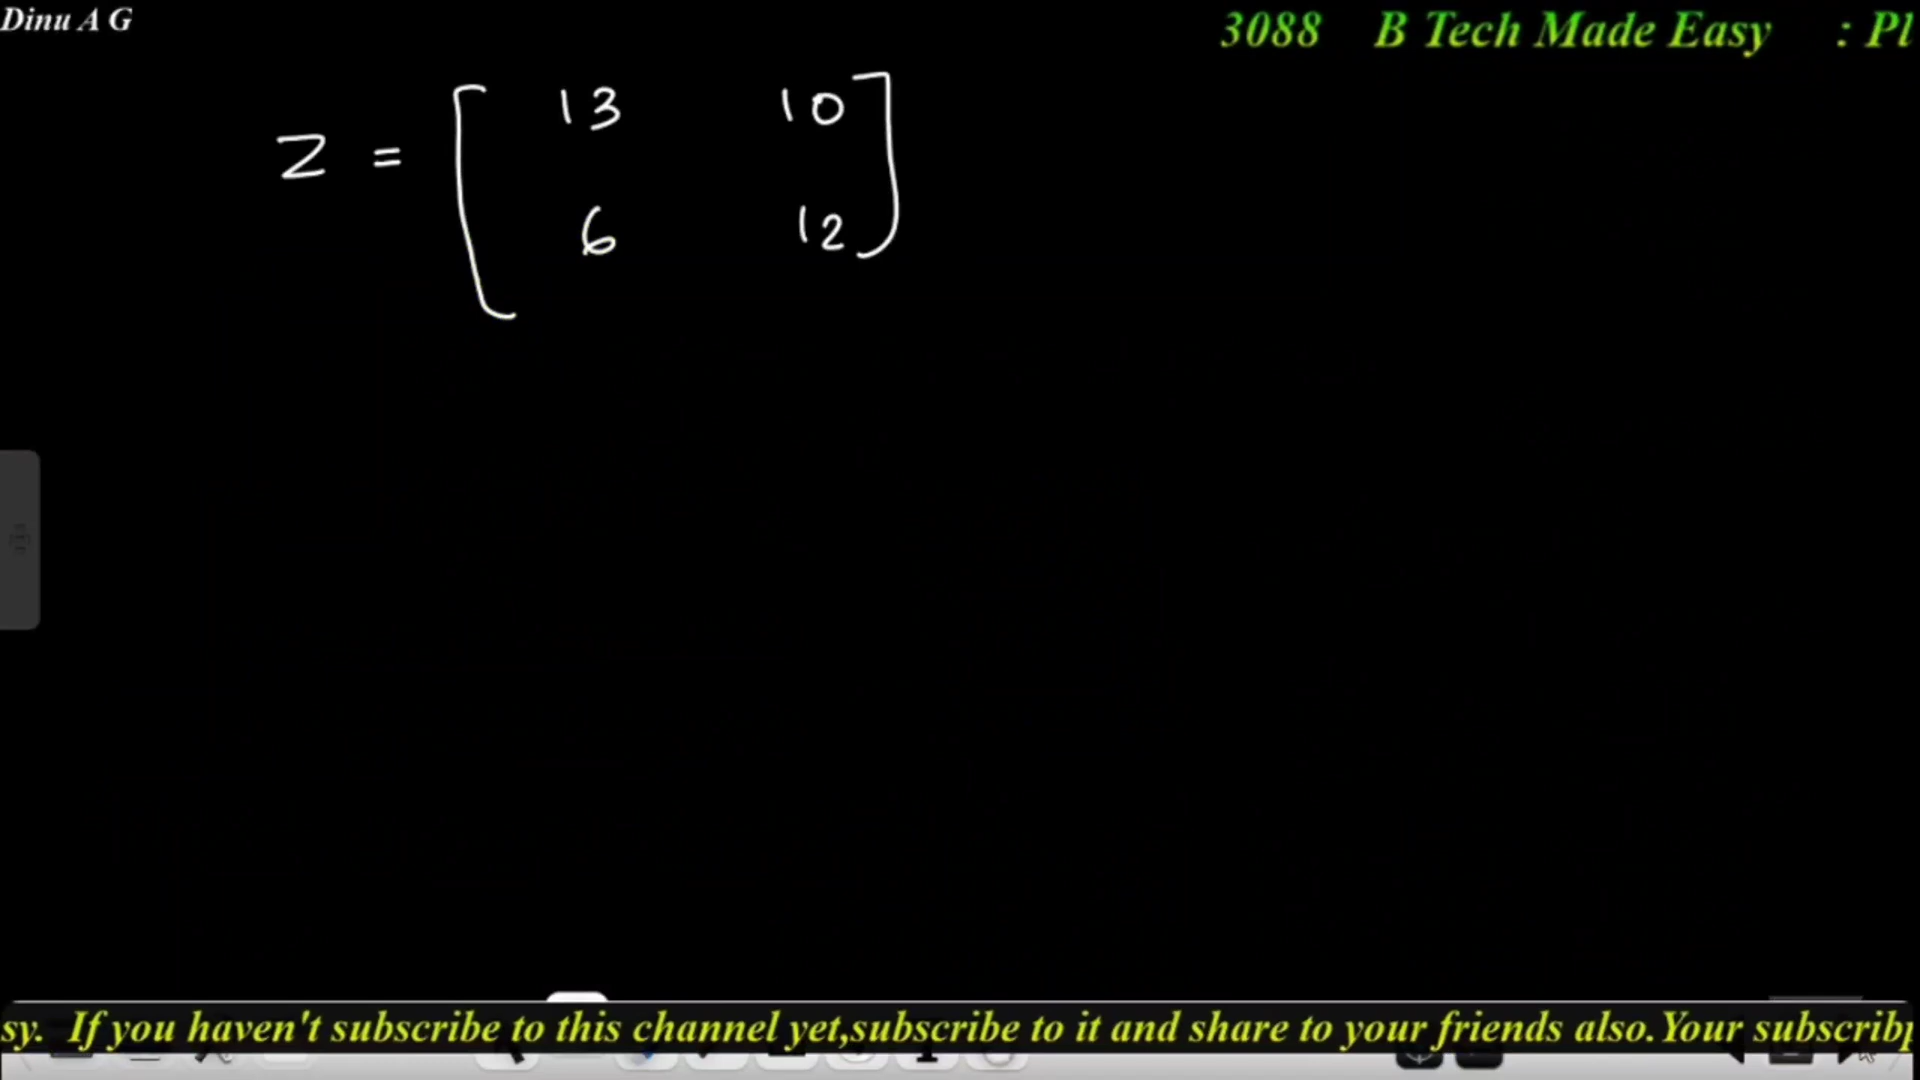 Dinu A G
3088 B Tech Made Easy : Pl
Z = [ 13 10
6 12 ]
sy. If you haven't subscribe to this channel yet,subscribe to it and share to your friends also.Your subscrib